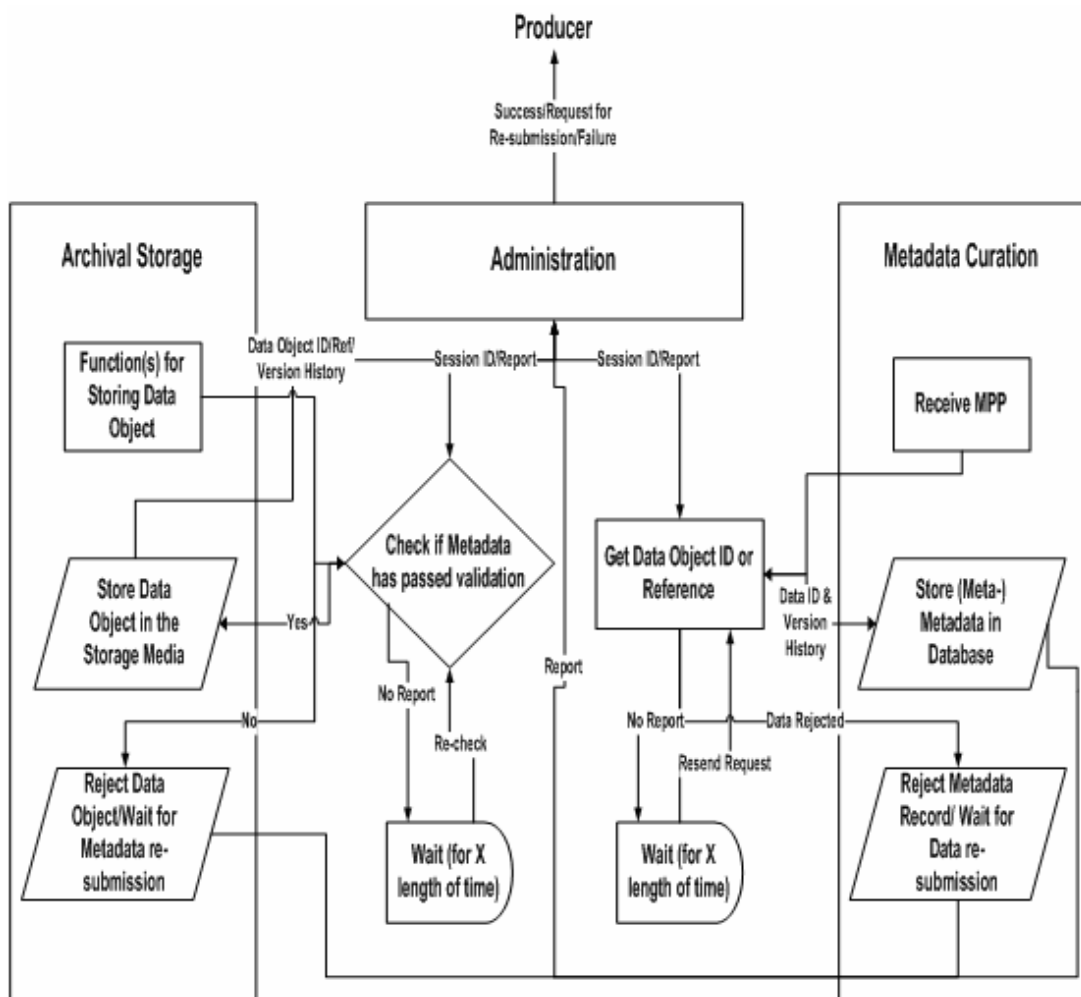 Producer
Success/Request for
Re-submission/Failure
Archival Storage
Administration
Metadata Curation
Data Object ID/Ref/
Version History
Session ID/Report
Session ID/Report
Function(s) for
Storing Data
Object
Receive MPP
Check if Metadata
has passed validation
Get Data Object ID or
Reference
Store Data
Object in the
Storage Media
Yes
Data ID &
Version
History
Store (Meta-)
Metadata in
Database
No Report
Re-check
Report
No
No Report
Data Rejected
Resend Request
Reject Data
Object/Wait for
Metadata re-
submission
Wait (for X
length of time)
Wait (for X
length of time)
Reject Metadata
Record/ Wait for
Data re-
submission